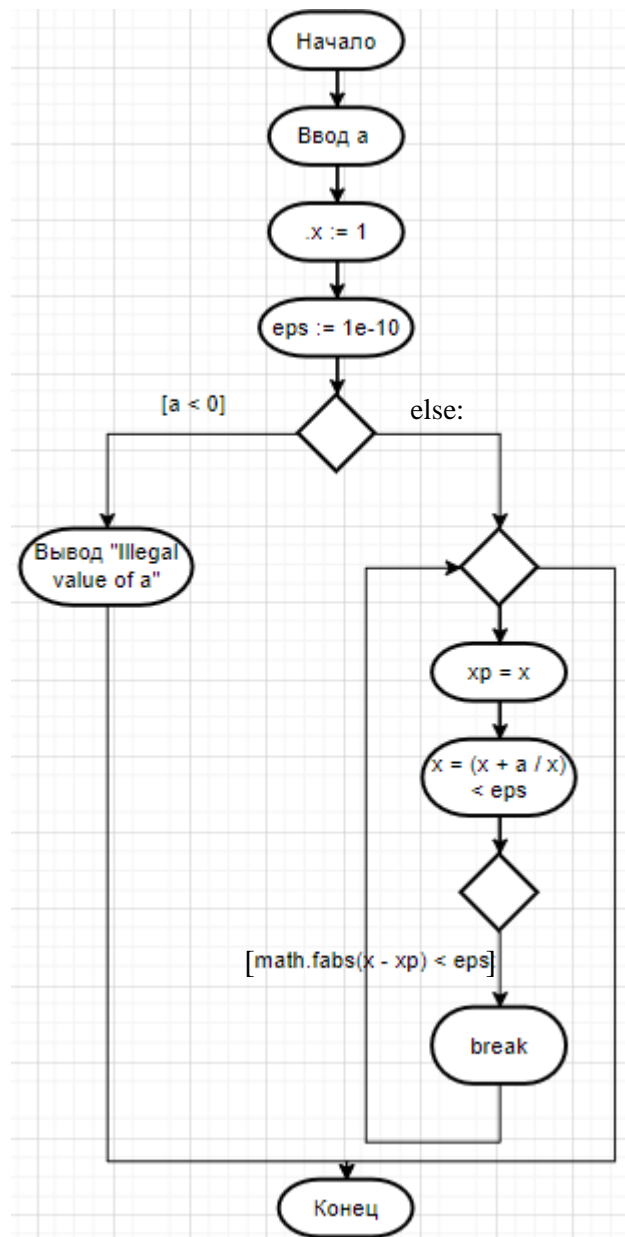 Начало
Ввод a
.x := 1
eps := 1e-10
[a < 0]
else:
Вывод "Illegal
value of a"
xp = x
x = (x + a / x)
< eps
[math.fabs(x - xp) < eps]
break
Конец